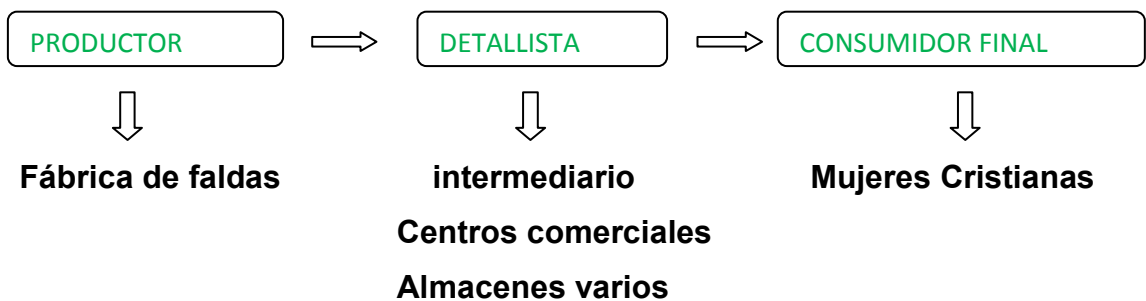 PRODUCTOR
DETALLISTA
CONSUMIDOR FINAL
Fábrica de faldas
intermediario
Mujeres Cristianas
Centros comerciales
Almacenes varios